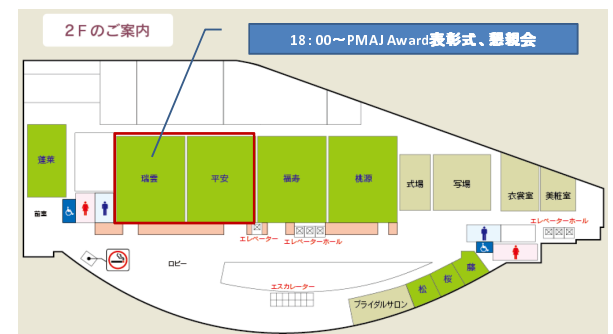 2Fのご案内
18:00～PMAJ Award表彰式、懇親会
蓬莱
瑞雲
平安
福寿
桃源
式場
写場
衣裳室
美粧室
前室
エレベーター
エレベーターホール
エレベーターホール
ロビー
エスカレーター
ブライダルサロン
松
桜
藤